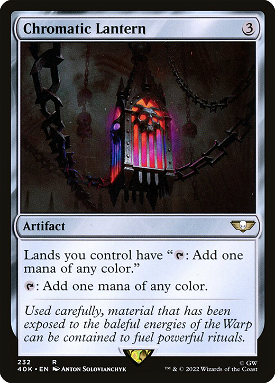 Chromatic Lantern 3
Artifact
Lands you control have “T: Add one
mana of any color.”
T: Add one mana of any color.
Used carefully, material that has been
exposed to the baleful energies of the Warp
can be contained to fuel powerful rituals.
232 R
40K • EN Anton Solovianchyk
© GW
™ & © 2022 Wizards of the Coast